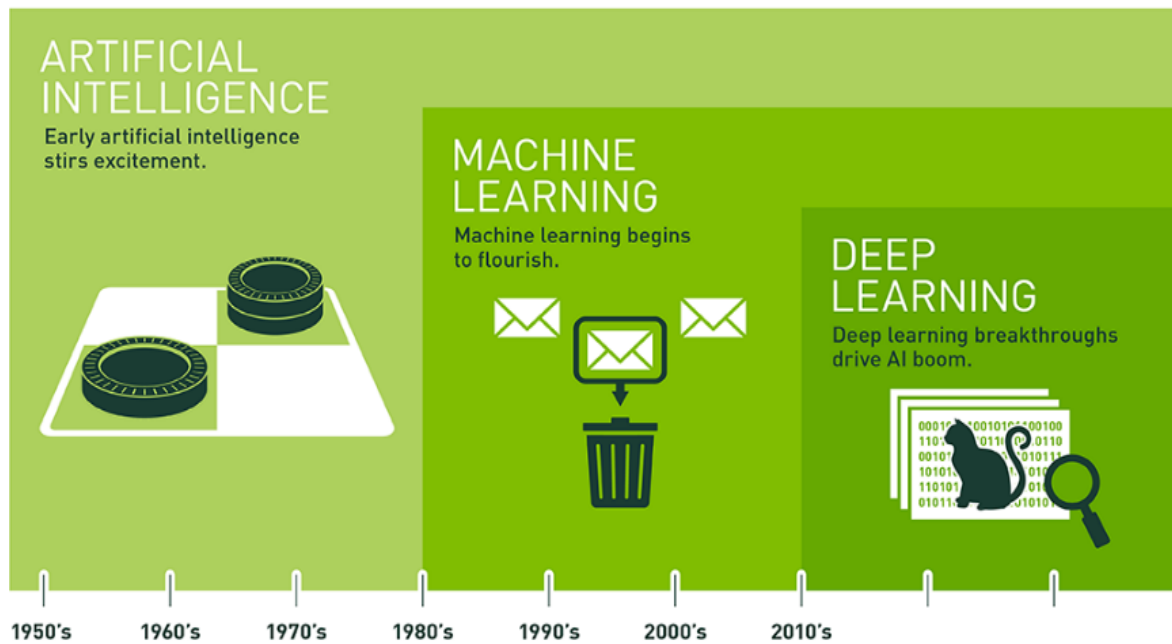 ARTIFICIAL
INTELLIGENCE
Early artificial intelligence
stirs excitement.
MACHINE
LEARNING
Machine learning begins
to flourish.
DEEP
LEARNING
Deep learning breakthroughs
drive AI boom.
1950's
1960's
1970's
1980's
1990's
2000's
2010's